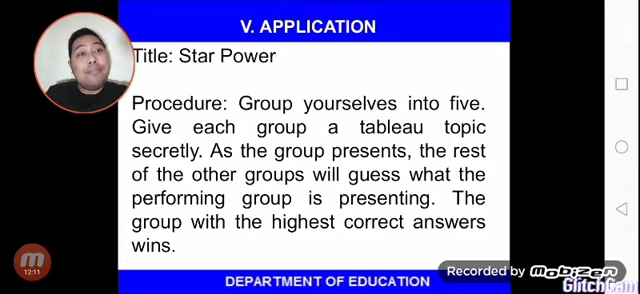 V. APPLICATION
Title: Star Power
Procedure: Group yourselves into five.
Give each group a tableau topic
secretly. As the group presents, the rest
of the other groups will guess what the
performing group is presenting. The
group with the highest correct answers
wins.
M
12:11
DEPARTMENT OF EDUCATION
Recorded by Mobizen
GlitchCam